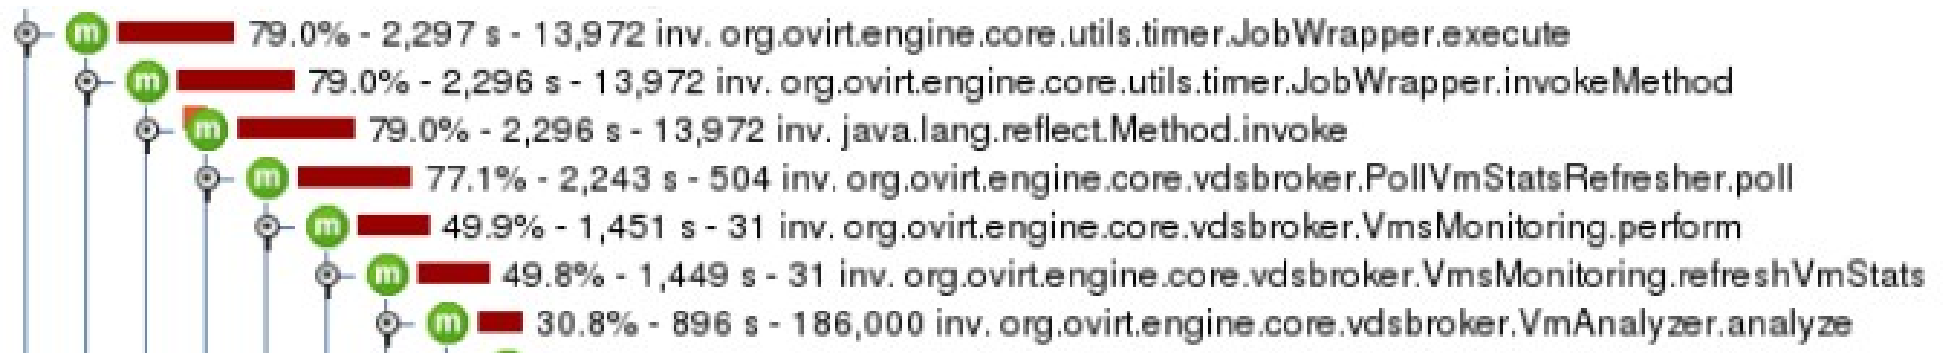 m 79.0% - 2,297 s - 13,972 inv. org.ovirt.engine.core.utils.timer.JobWrapper.execute
m 79.0% - 2,296 s - 13,972 inv. org.ovirt.engine.core.utils.timer.JobWrapper.invokeMethod
m 79.0% - 2,296 s - 13,972 inv. java.lang.reflect.Method.invoke
m 77.1% - 2,243 s - 504 inv. org.ovirt.engine.core.vdsbroker.PollVmStatsRefresher.poll
m 49.9% - 1,451 s - 31 inv. org.ovirt.engine.core.vdsbroker.VmsMonitoring.perform
m 49.8% - 1,449 s - 31 inv. org.ovirt.engine.core.vdsbroker.VmsMonitoring.refreshVmStats
m 30.8% - 896 s - 186,000 inv. org.ovirt.engine.core.vdsbroker.VmAnalyzer.analyze